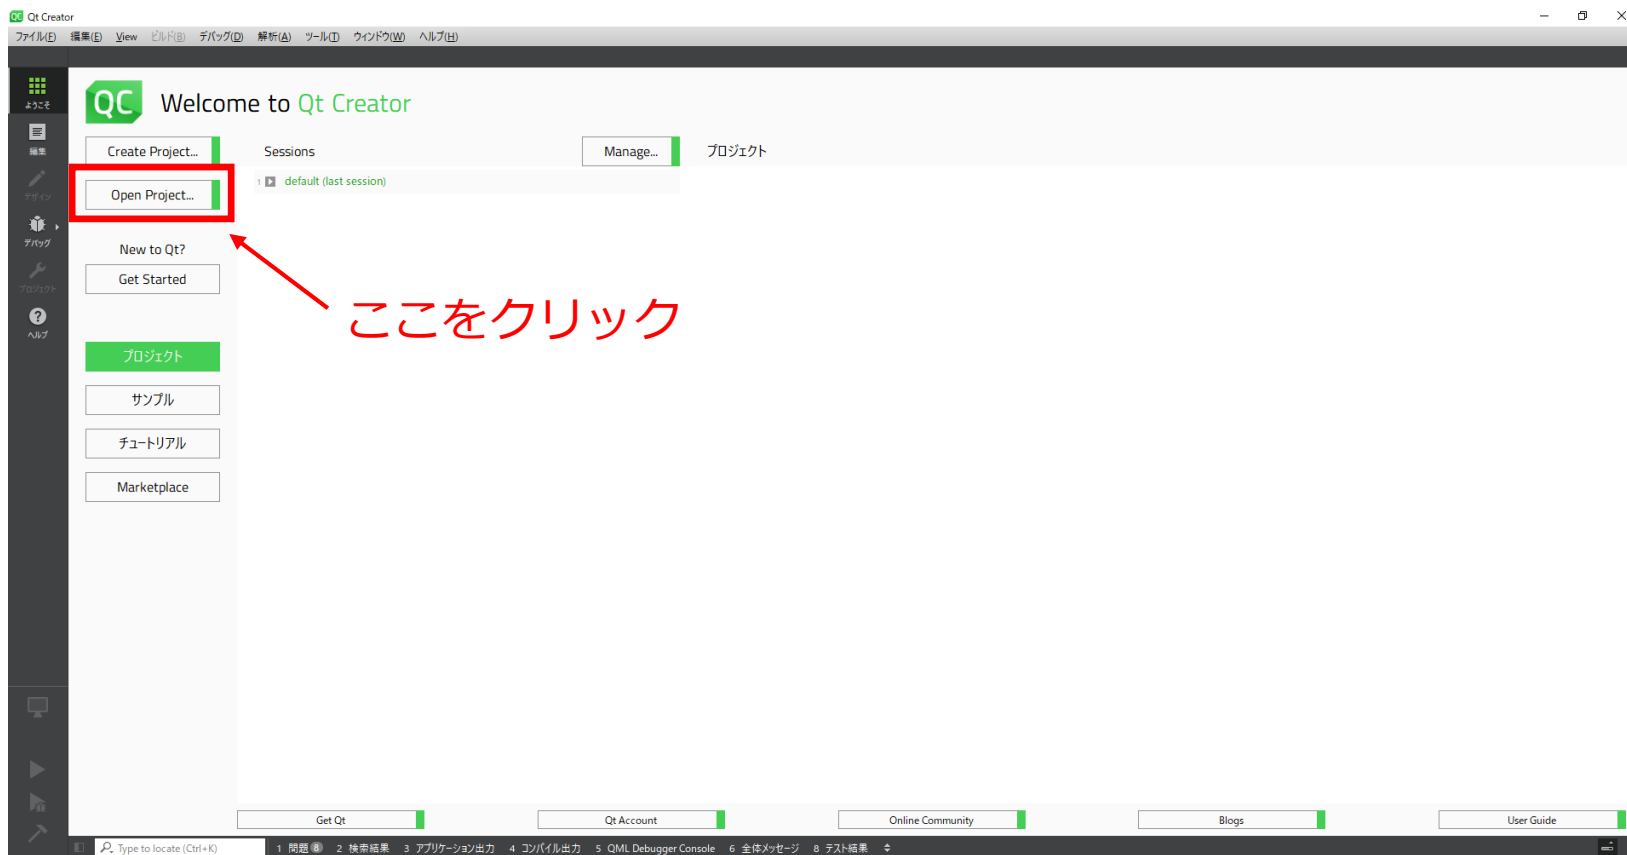 QC Qt Creator
ファイル(F) 編集(E) View ビルド(B) デバッグ(D) 解析(A) ツール(T) ウィンドウ(W) ヘルプ(H)
ようこそ
編集
デザイン
デバッグ
プロジェクト
ヘルプ
QC Welcome to Qt Creator
Create Project...
Open Project...
New to Qt?
Get Started
プロジェクト
サンプル
チュートリアル
Marketplace
Sessions
Manage...
プロジェクト
1 default (last session)
ここをクリック
Get Qt
Qt Account
Online Community
Blogs
User Guide
Type to locate (Ctrl+K)
1 問題 8 2 検索結果 3 アプリケーション出力 4 コンパイル出力 5 QML Debugger Console 6 全体メッセージ 8 テスト結果